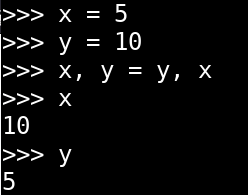 >>> x = 5
>>> y = 10
>>> x, y = y, x
>>> x
10
>>> y
5